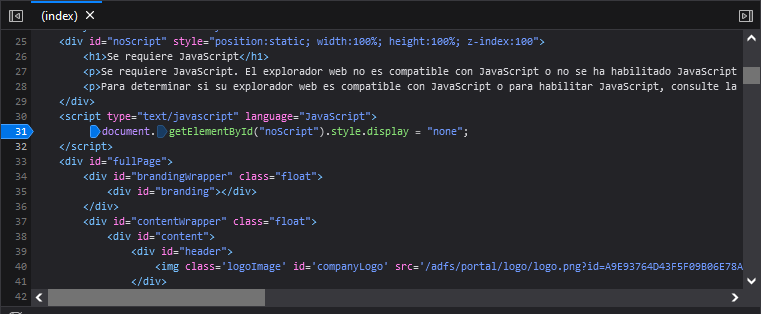 (index) ×
25 <div id="noScript" style="position:static; width:100%; height:100%; z-index:100">
26 <h1>Se requiere JavaScript</h1>
27 <p>Se requiere JavaScript. El explorador web no es compatible con JavaScript o no se ha habilitado JavaScript
28 <p>Para determinar si su explorador web es compatible con JavaScript o para habilitar JavaScript, consulte la
29 </div>
30 <script type="text/javascript" language="JavaScript">
31 document.getElementById("noScript").style.display = "none";
32 </script>
33 <div id="fullPage">
34 <div id="brandingWrapper" class="float">
35 <div id="branding"></div>
36 </div>
37 <div id="contentWrapper" class="float">
38 <div id="content">
39 <div id="header">
40 <img class='logoImage' id='companyLogo' src='/adfs/portal/logo/logo.png?id=A9E93764D43F5F09B06E78A
41 </div>
42